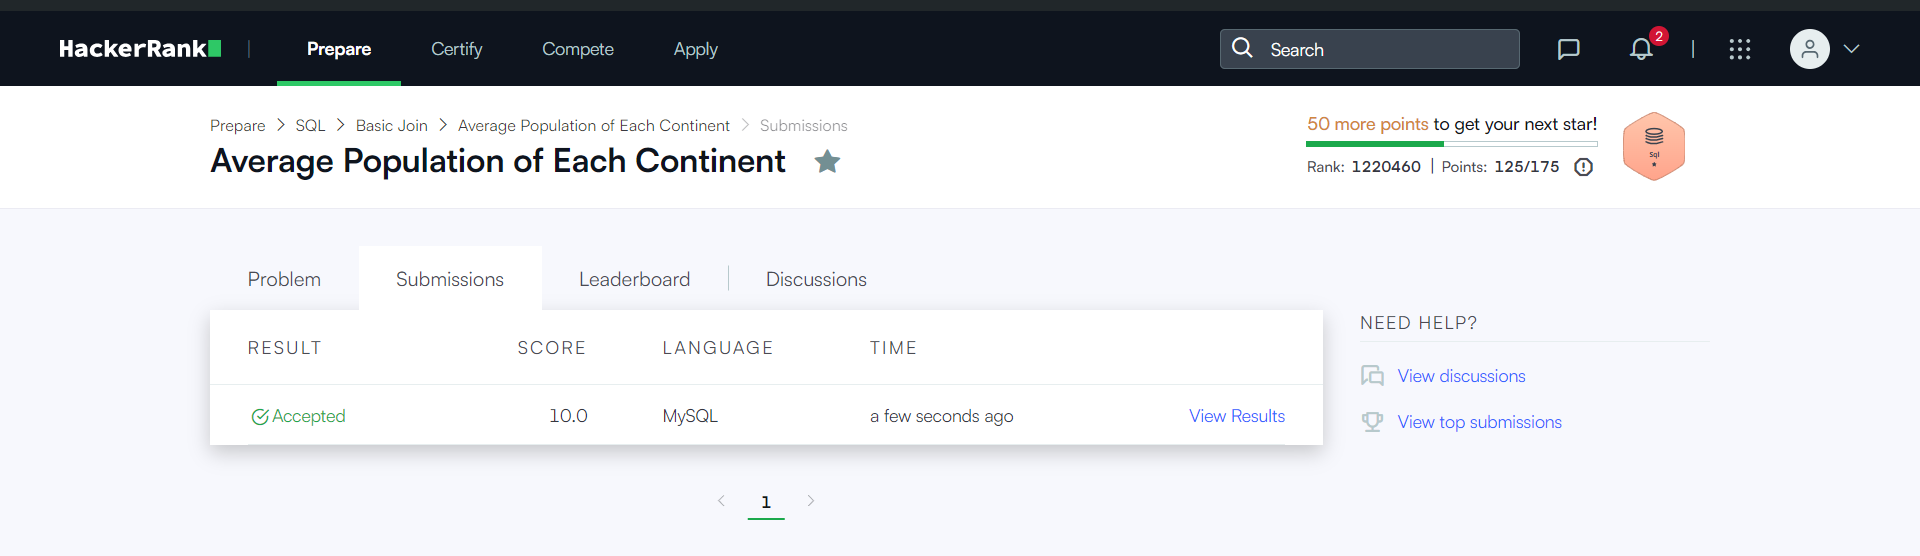 HackerRank Prepare Certify Compete Apply Search 2
Prepare SQL Basic Join Average Population of Each Continent Submissions
Average Population of Each Continent
50 more points to get your next star!
Rank: 1220460 | Points: 125/175
Sql
Problem Submissions Leaderboard Discussions
RESULT SCORE LANGUAGE TIME
Accepted 10.0 MySQL a few seconds ago View Results
1
NEED HELP?
View discussions
View top submissions